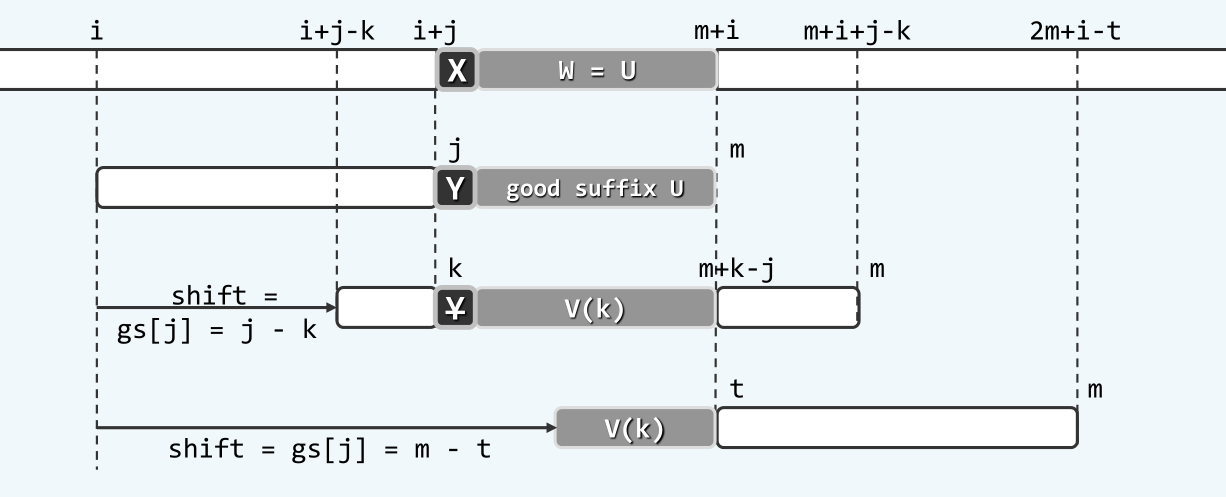 i i+j-k i+j m+i m+i+j-k 2m+i-t
X W = U
j m
Y good suffix U
k m+k-j m
shift =
¥ V(k)
gs[j] = j - k
t m
V(k)
shift = gs[j] = m - t